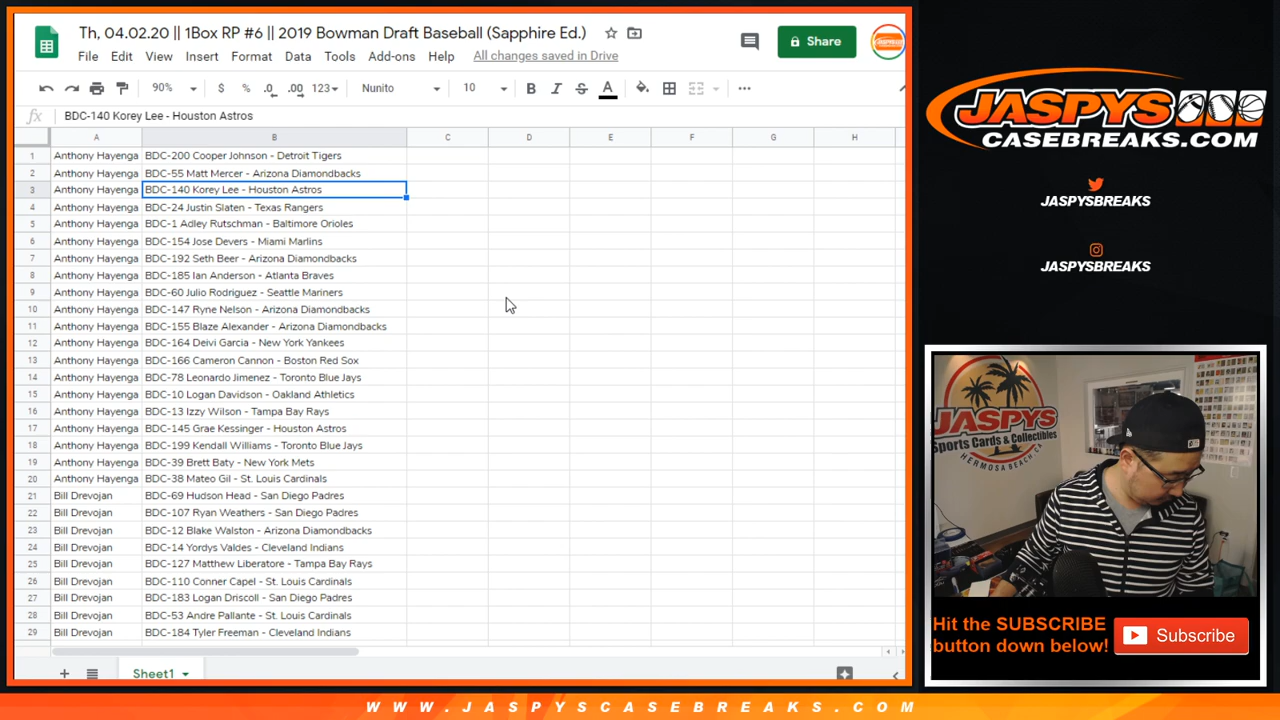 Th, 04.02.20 || 1Box RP #6 || 2019 Bowman Draft Baseball (Sapphire Ed.)
Share
File Edit View Insert Format Data Tools Add-ons Help All changes saved in Drive
90% $ % .0 .00 123 Nunito 10 B I S A
fx BDC-140 Korey Lee - Houston Astros
A B C D E F G H
1 Anthony Hayenga BDC-200 Cooper Johnson - Detroit Tigers
2 Anthony Hayenga BDC-55 Matt Mercer - Arizona Diamondbacks
3 Anthony Hayenga BDC-140 Korey Lee - Houston Astros
4 Anthony Hayenga BDC-24 Justin Slaten - Texas Rangers
5 Anthony Hayenga BDC-1 Adley Rutschman - Baltimore Orioles
6 Anthony Hayenga BDC-154 Jose Devers - Miami Marlins
7 Anthony Hayenga BDC-192 Seth Beer - Arizona Diamondbacks
8 Anthony Hayenga BDC-185 Ian Anderson - Atlanta Braves
9 Anthony Hayenga BDC-60 Julio Rodriguez - Seattle Mariners
10 Anthony Hayenga BDC-147 Ryne Nelson - Arizona Diamondbacks
11 Anthony Hayenga BDC-155 Blaze Alexander - Arizona Diamondbacks
12 Anthony Hayenga BDC-164 Deivi Garcia - New York Yankees
13 Anthony Hayenga BDC-166 Cameron Cannon - Boston Red Sox
14 Anthony Hayenga BDC-78 Leonardo Jimenez - Toronto Blue Jays
15 Anthony Hayenga BDC-10 Logan Davidson - Oakland Athletics
16 Anthony Hayenga BDC-13 Izzy Wilson - Tampa Bay Rays
17 Anthony Hayenga BDC-145 Grae Kessinger - Houston Astros
18 Anthony Hayenga BDC-199 Kendall Williams - Toronto Blue Jays
19 Anthony Hayenga BDC-39 Brett Baty - New York Mets
20 Anthony Hayenga BDC-38 Mateo Gil - St. Louis Cardinals
21 Bill Drevojan BDC-69 Hudson Head - San Diego Padres
22 Bill Drevojan BDC-107 Ryan Weathers - San Diego Padres
23 Bill Drevojan BDC-12 Blake Walston - Arizona Diamondbacks
24 Bill Drevojan BDC-14 Yordys Valdes - Cleveland Indians
25 Bill Drevojan BDC-127 Matthew Liberatore - Tampa Bay Rays
26 Bill Drevojan BDC-110 Conner Capel - St. Louis Cardinals
27 Bill Drevojan BDC-183 Logan Driscoll - San Diego Padres
28 Bill Drevojan BDC-53 Andre Pallante - St. Louis Cardinals
29 Bill Drevojan BDC-184 Tyler Freeman - Cleveland Indians
Sheet1
JASPYS
CASEBREAKS.COM
JASPYSBREAKS
JASPYSBREAKS
JASPYS
Sports Cards & Collectibles
HERMOSA BEACH, CA
Hit the SUBSCRIBE
button down below!
Subscribe
WWW.JASPYSCASEBREAKS.COM